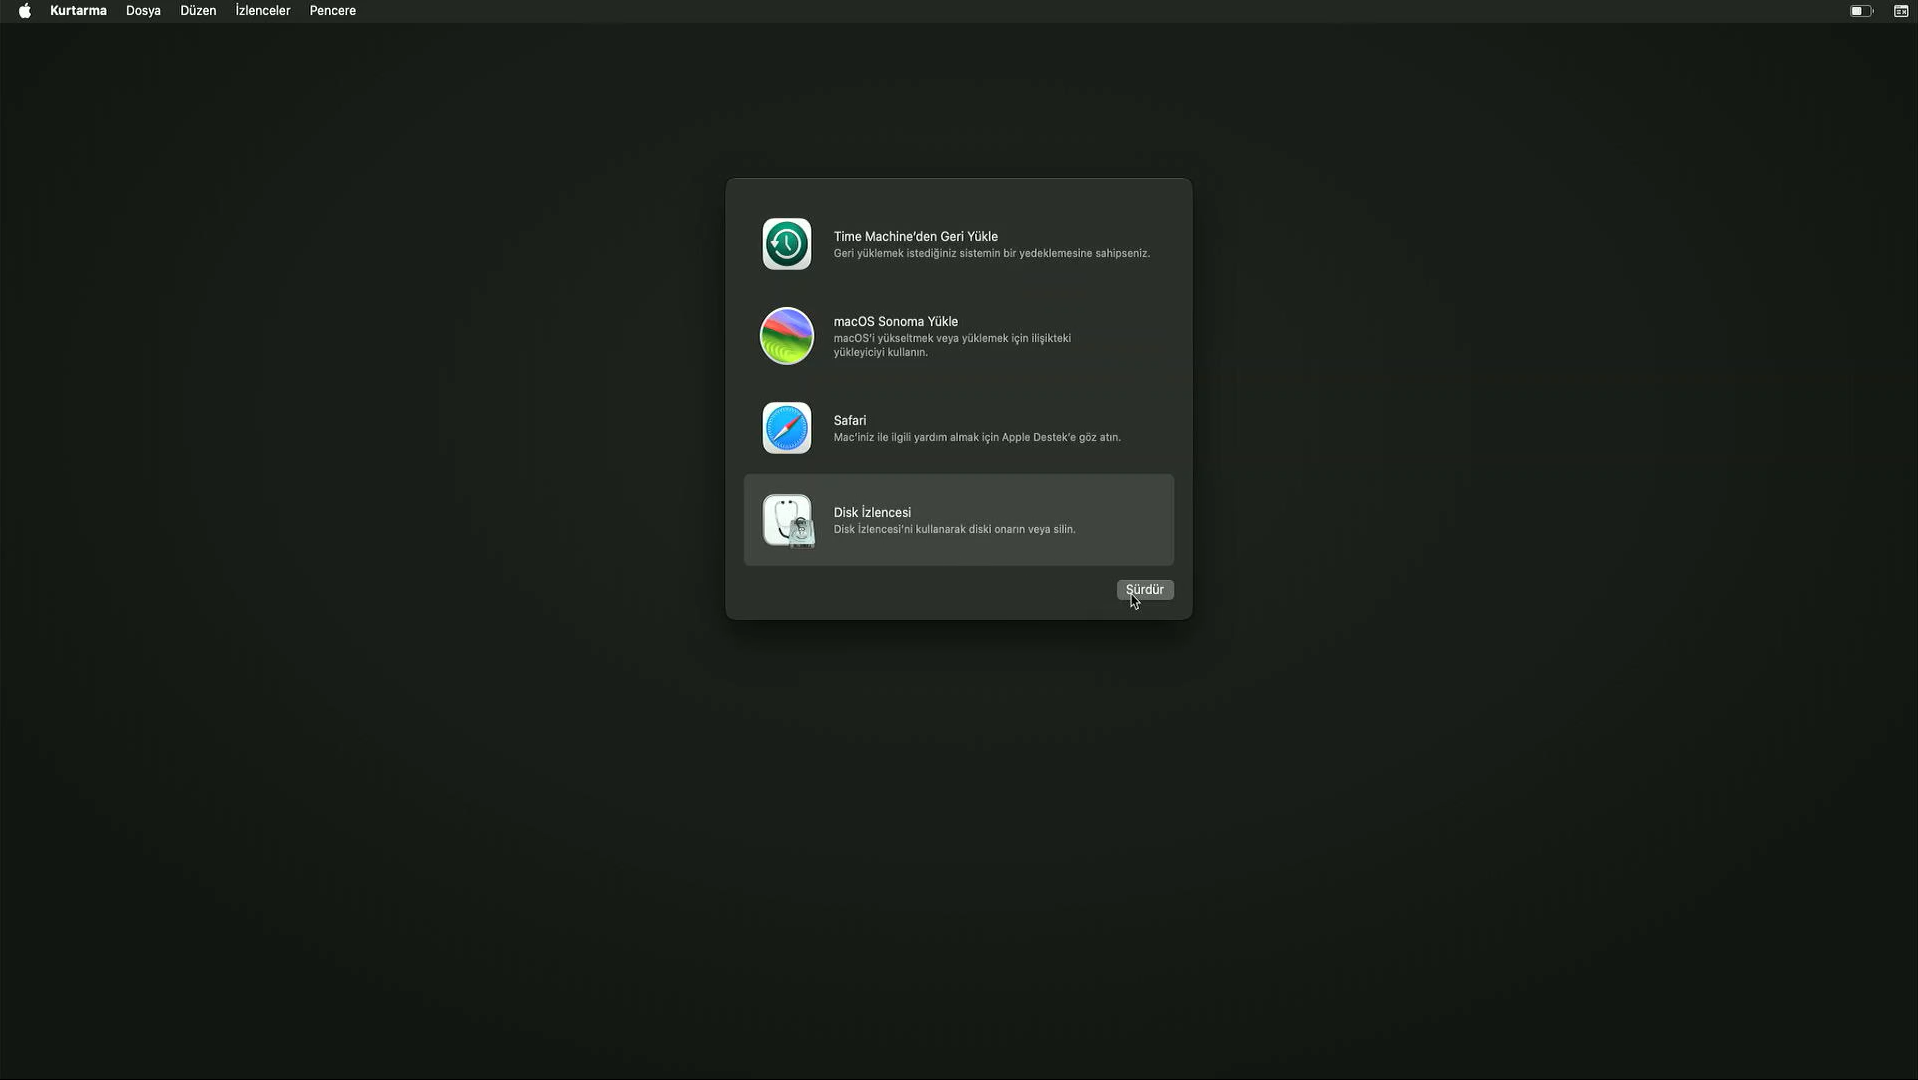 Kurtarma Dosya Düzen İzlenceler Pencere
Time Machine'den Geri Yükle
Geri yüklemek istediğiniz sistemin bir yedeklemesine sahipseniz.
macOS Sonoma Yükle
macOS'i yükseltmek veya yüklemek için ilişikteki
yükleyiciyi kullanın.
Safari
Mac'iniz ile ilgili yardım almak için Apple Destek'e göz atın.
Disk İzlencesi
Disk İzlencesi'ni kullanarak diski onarın veya silin.
Sürdür